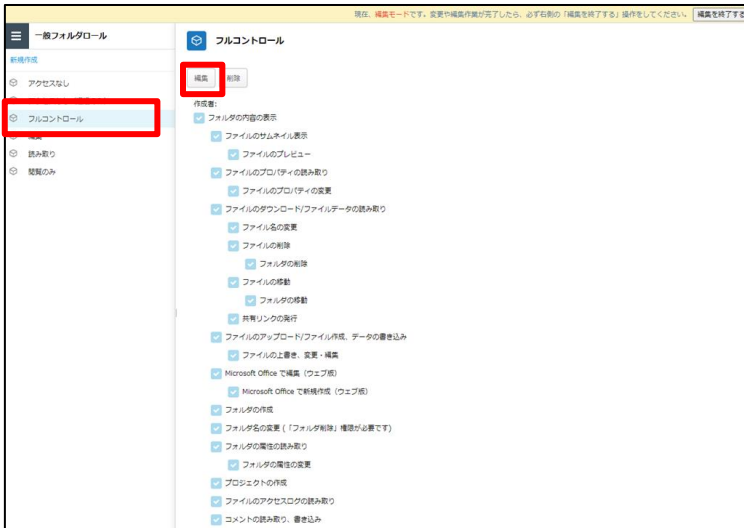 現在、編集モードです。変更や編集作業が完了したら、必ず右側の「編集を終了する」操作をしてください。 編集を終了する
一般フォルダロール
フルコントロール
新規作成
アクセスなし
フルコントロール
編集
読み取り
閲覧のみ
編集 削除
作成者:
フォルダの内容の表示
ファイルのサムネイル表示
ファイルのプレビュー
ファイルのプロパティの読み取り
ファイルのプロパティの変更
ファイルのダウンロード/ファイルデータの読み取り
ファイル名の変更
ファイルの削除
フォルダの削除
ファイルの移動
フォルダの移動
共有リンクの発行
ファイルのアップロード/ファイル作成、データの書き込み
ファイルの上書き、変更・編集
Microsoft Office で編集（ウェブ版）
Microsoft Office で新規作成（ウェブ版）
フォルダの作成
フォルダ名の変更 (「フォルダ削除」権限が必要です)
フォルダの属性の読み取り
フォルダの属性の変更
プロジェクトの作成
ファイルのアクセスログの読み取り
コメントの読み取り、書き込み